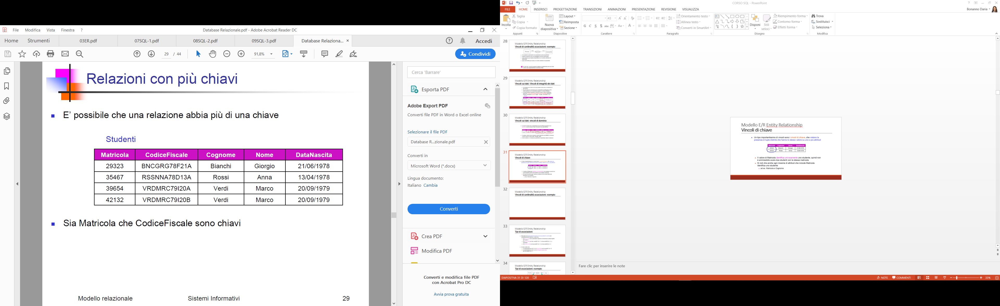 File Modifica Vista Finestra ?
Database Relazionale.pdf - Adobe Acrobat Reader DC
Home Strumenti 03ER.pdf 07SQL-1.pdf 08SQL-2.pdf 09SQL-3.pdf Database Relaziona... × Accedi
29 / 44 91,8% Condividi
Relazioni con più chiavi
E' possibile che una relazione abbia più di una chiave
Studenti
Matricola CodiceFiscale Cognome Nome DataNascita
29323 BNCGRG78F21A Bianchi Giorgio 21/06/1978
35467 RSSNNA78D13A Rossi Anna 13/04/1978
39654 VRDMRC79I20A Verdi Marco 20/09/1979
42132 VRDMRC79I20B Verdi Marco 20/09/1979
Sia Matricola che CodiceFiscale sono chiavi
Modello relazionale Sistemi Informativi 29
Cerca 'Barrare'
Esporta PDF
Adobe Export PDF
Converti file PDF in Word o Excel online
Selezionare il file PDF
Database R...zionale.pdf
Converti in
Microsoft Word (*.docx)
Lingua documento:
Italiano Cambia
Converti
Crea PDF
Modifica PDF
Converti e modifica file PDF
con Acrobat Pro DC
Avvia prova gratuita
CORSO SQL - PowerPoint
FILE HOME INSERISCI PROGETTAZIONE TRANSIZIONI ANIMAZIONI PRESENTAZIONE REVISIONE VISUALIZZA
Bonanno Daria
Incolla
Taglia
Copia
Copia formato
Appunti
Nuova
diapositiva
Layout
Reimposta
Sezione
Diapositive
43
G C S S abc AV Aa A
Carattere
Orientamento testo
Allinea testo
Converti in SmartArt
Paragrafo
Disponi
Stili
veloci
Riempimento forma
Contorno forma
Effetti forma
Disegno
Trova
Sostituisci
Seleziona
Modifica
28
Modello E/R Entity Relationship
Vincoli di cardinalità associazioni: esempio
29
Modello E/R Entity Relationship
Vincoli sui dati: Vincoli di integrità dei dati
30
Modello E/R Entity Relationship
Vincoli sui dati: vincoli di dominio
31
Modello E/R Entity Relationship
Vincoli di chiave
32
Modello E/R Entity Relationship
Vincoli di cardinalità associazioni: esempio
33
Modello E/R Entity Relationship
Tipi di associazioni
34
Modello E/R Entity Relationship
Tipi di associazioni: esempio
Modello E/R Entity Relationship
Vincoli di chiave
Un tipo importantissimo di vincoli sono i vincoli di chiave, che vietano la
presenza di tuple distinte che hanno lo stesso valore su uno o più attributi
Matricola Cognome Nome DataNascita
29323 Bianchi Giorgio 21/06/1978
29323 Rossi Anna 13/04/1978
Il valore di Matricola identifica univocamente uno studente, quindi non
è ammissibile avere due studenti con la stessa matricola
Si noti che anche ogni insieme di attributi che include Matricola
identifica uno studente
ad es. Matricola e Cognome
Fare clic per inserire le note
DIAPOSITIVA 31 DI 120
NOTE COMMENTI 33%